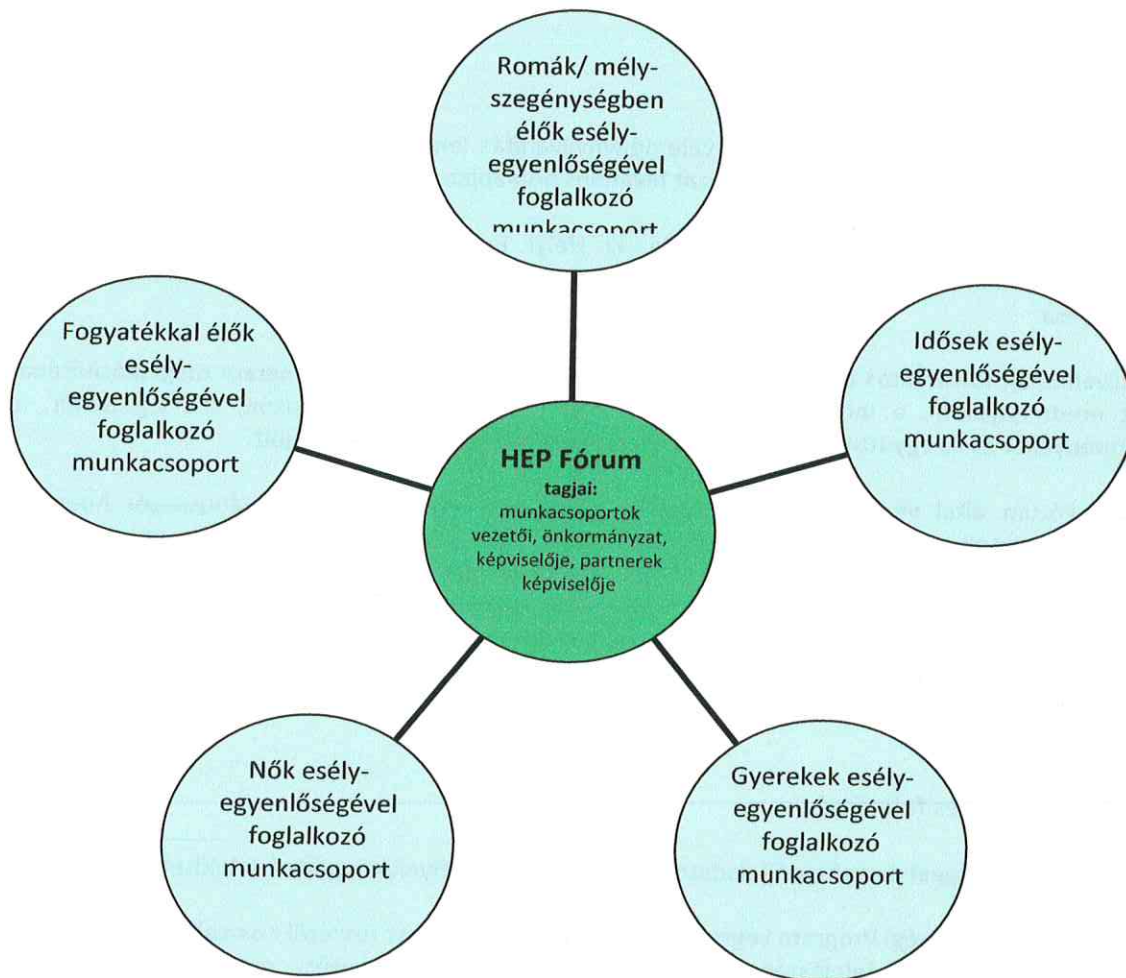 Romák/ mély-
szegénységben
élők esély-
egyenlőségével
foglalkozó
munkacsoport
Fogyatékkal élők
esély-
egyenlőségével
foglalkozó
munkacsoport
Idősek esély-
egyenlőségével
foglalkozó
munkacsoport
HEP Fórum
tagjai:
munkacsoportok
vezetői, önkormányzat,
képviselője, partnerek
képviselője
Nők esély-
egyenlőségével
foglalkozó
munkacsoport
Gyerekek esély-
egyenlőségével
foglalkozó
munkacsoport